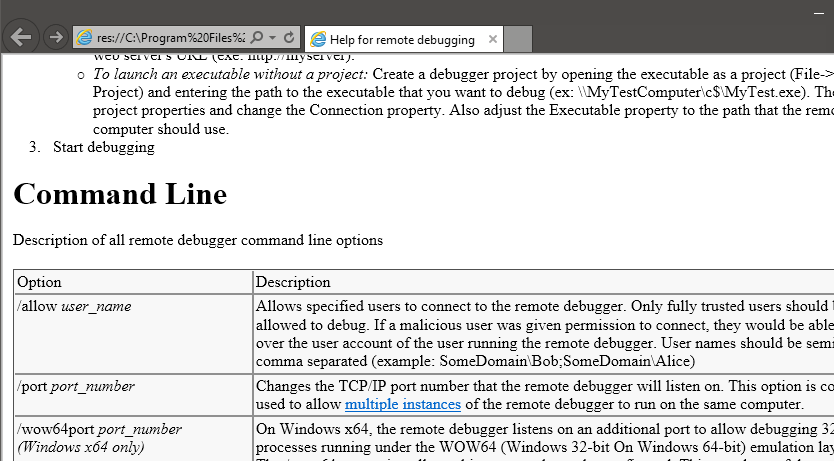 res://C:\Program%20Files%2
Help for remote debugging
web server's URL (exe: http://myserver).
To launch an executable without a project: Create a debugger project by opening the executable as a project (File->
Project) and entering the path to the executable that you want to debug (ex: \\MyTestComputer\c$\MyTest.exe). The
project properties and change the Connection property. Also adjust the Executable property to the path that the remo
computer should use.
3. Start debugging
Command Line
Description of all remote debugger command line options
Option Description
/allow user_name Allows specified users to connect to the remote debugger. Only fully trusted users should b
allowed to debug. If a malicious user was given permission to connect, they would be able
over the user account of the user running the remote debugger. User names should be semi
comma separated (example: SomeDomain\Bob;SomeDomain\Alice)
/port port_number Changes the TCP/IP port number that the remote debugger will listen on. This option is co
used to allow multiple instances of the remote debugger to run on the same computer.
/wow64port port_number On Windows x64, the remote debugger listens on an additional port to allow debugging 32
(Windows x64 only) processes running under the WOW64 (Windows 32-bit On Windows 64-bit) emulation lay